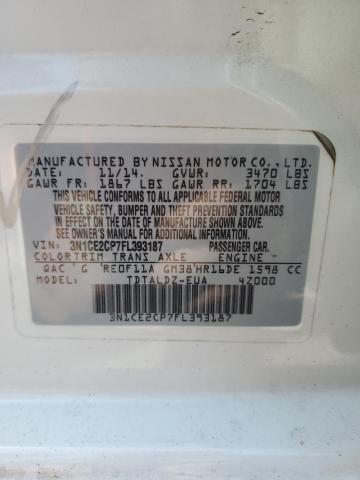 MANUFACTURED BY NISSAN MOTOR CO., LTD.
DATE: 11/14. GVWR: 3470 LBS
GAWR FR: 1867 LBS GAWR RR: 1704 LBS
THIS VEHICLE CONFORMS TO ALL APPLICABLE FEDERAL MOTOR
VEHICLE SAFETY, BUMPER, AND THEFT PREVENTION STANDARDS
IN EFFECT ON THE DATE OF MANUFACTURE SHOWN ABOVE.
SEE OWNER'S MANUAL FOR ADDITIONAL INFORMATION.
VIN: 3N1CE2CP7FL393187 PASSENGER CAR.
COLOR TRIM TRANS AXLE ENGINE
QAC G RE0F11A GM38 HR16DE 1598 CC
MODEL: TDTALDZ-EUA 4Z000
3N1CE2CP7FL393187